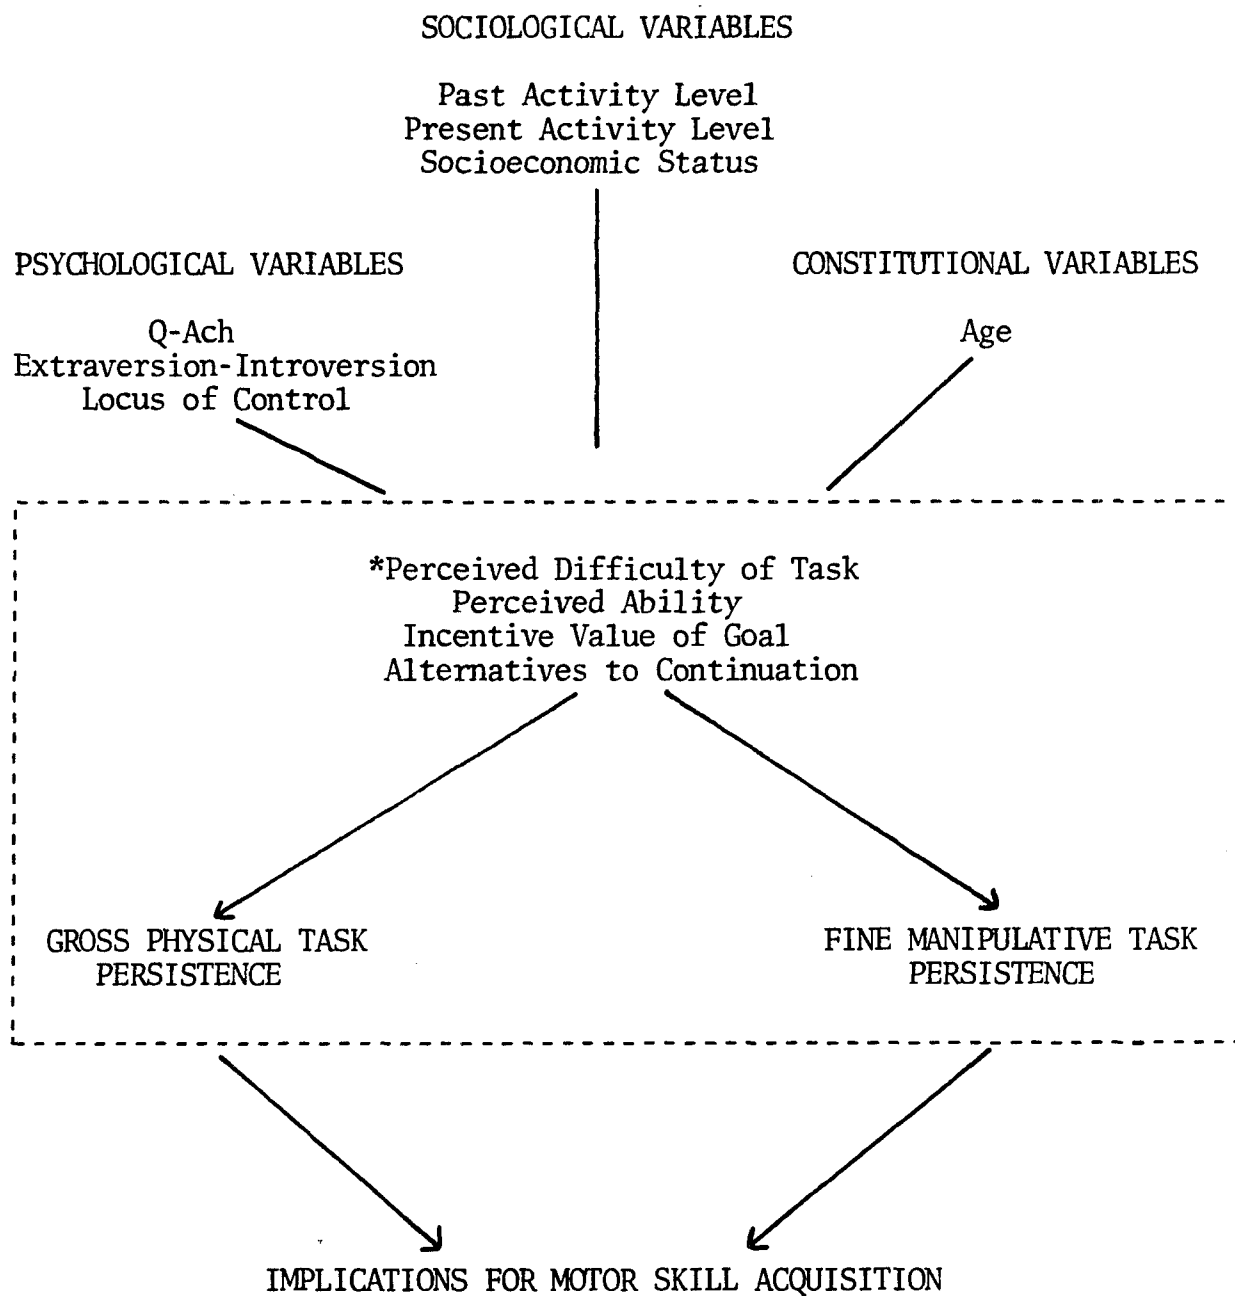 SOCIOLOGICAL VARIABLES
Past Activity Level
Present Activity Level
Socioeconomic Status
PSYCHOLOGICAL VARIABLES
Q-Ach
Extraversion-Introversion
Locus of Control
CONSTITUTIONAL VARIABLES
Age
*Perceived Difficulty of Task
Perceived Ability
Incentive Value of Goal
Alternatives to Continuation
GROSS PHYSICAL TASK
PERSISTENCE
FINE MANIPULATIVE TASK
PERSISTENCE
IMPLICATIONS FOR MOTOR SKILL ACQUISITION